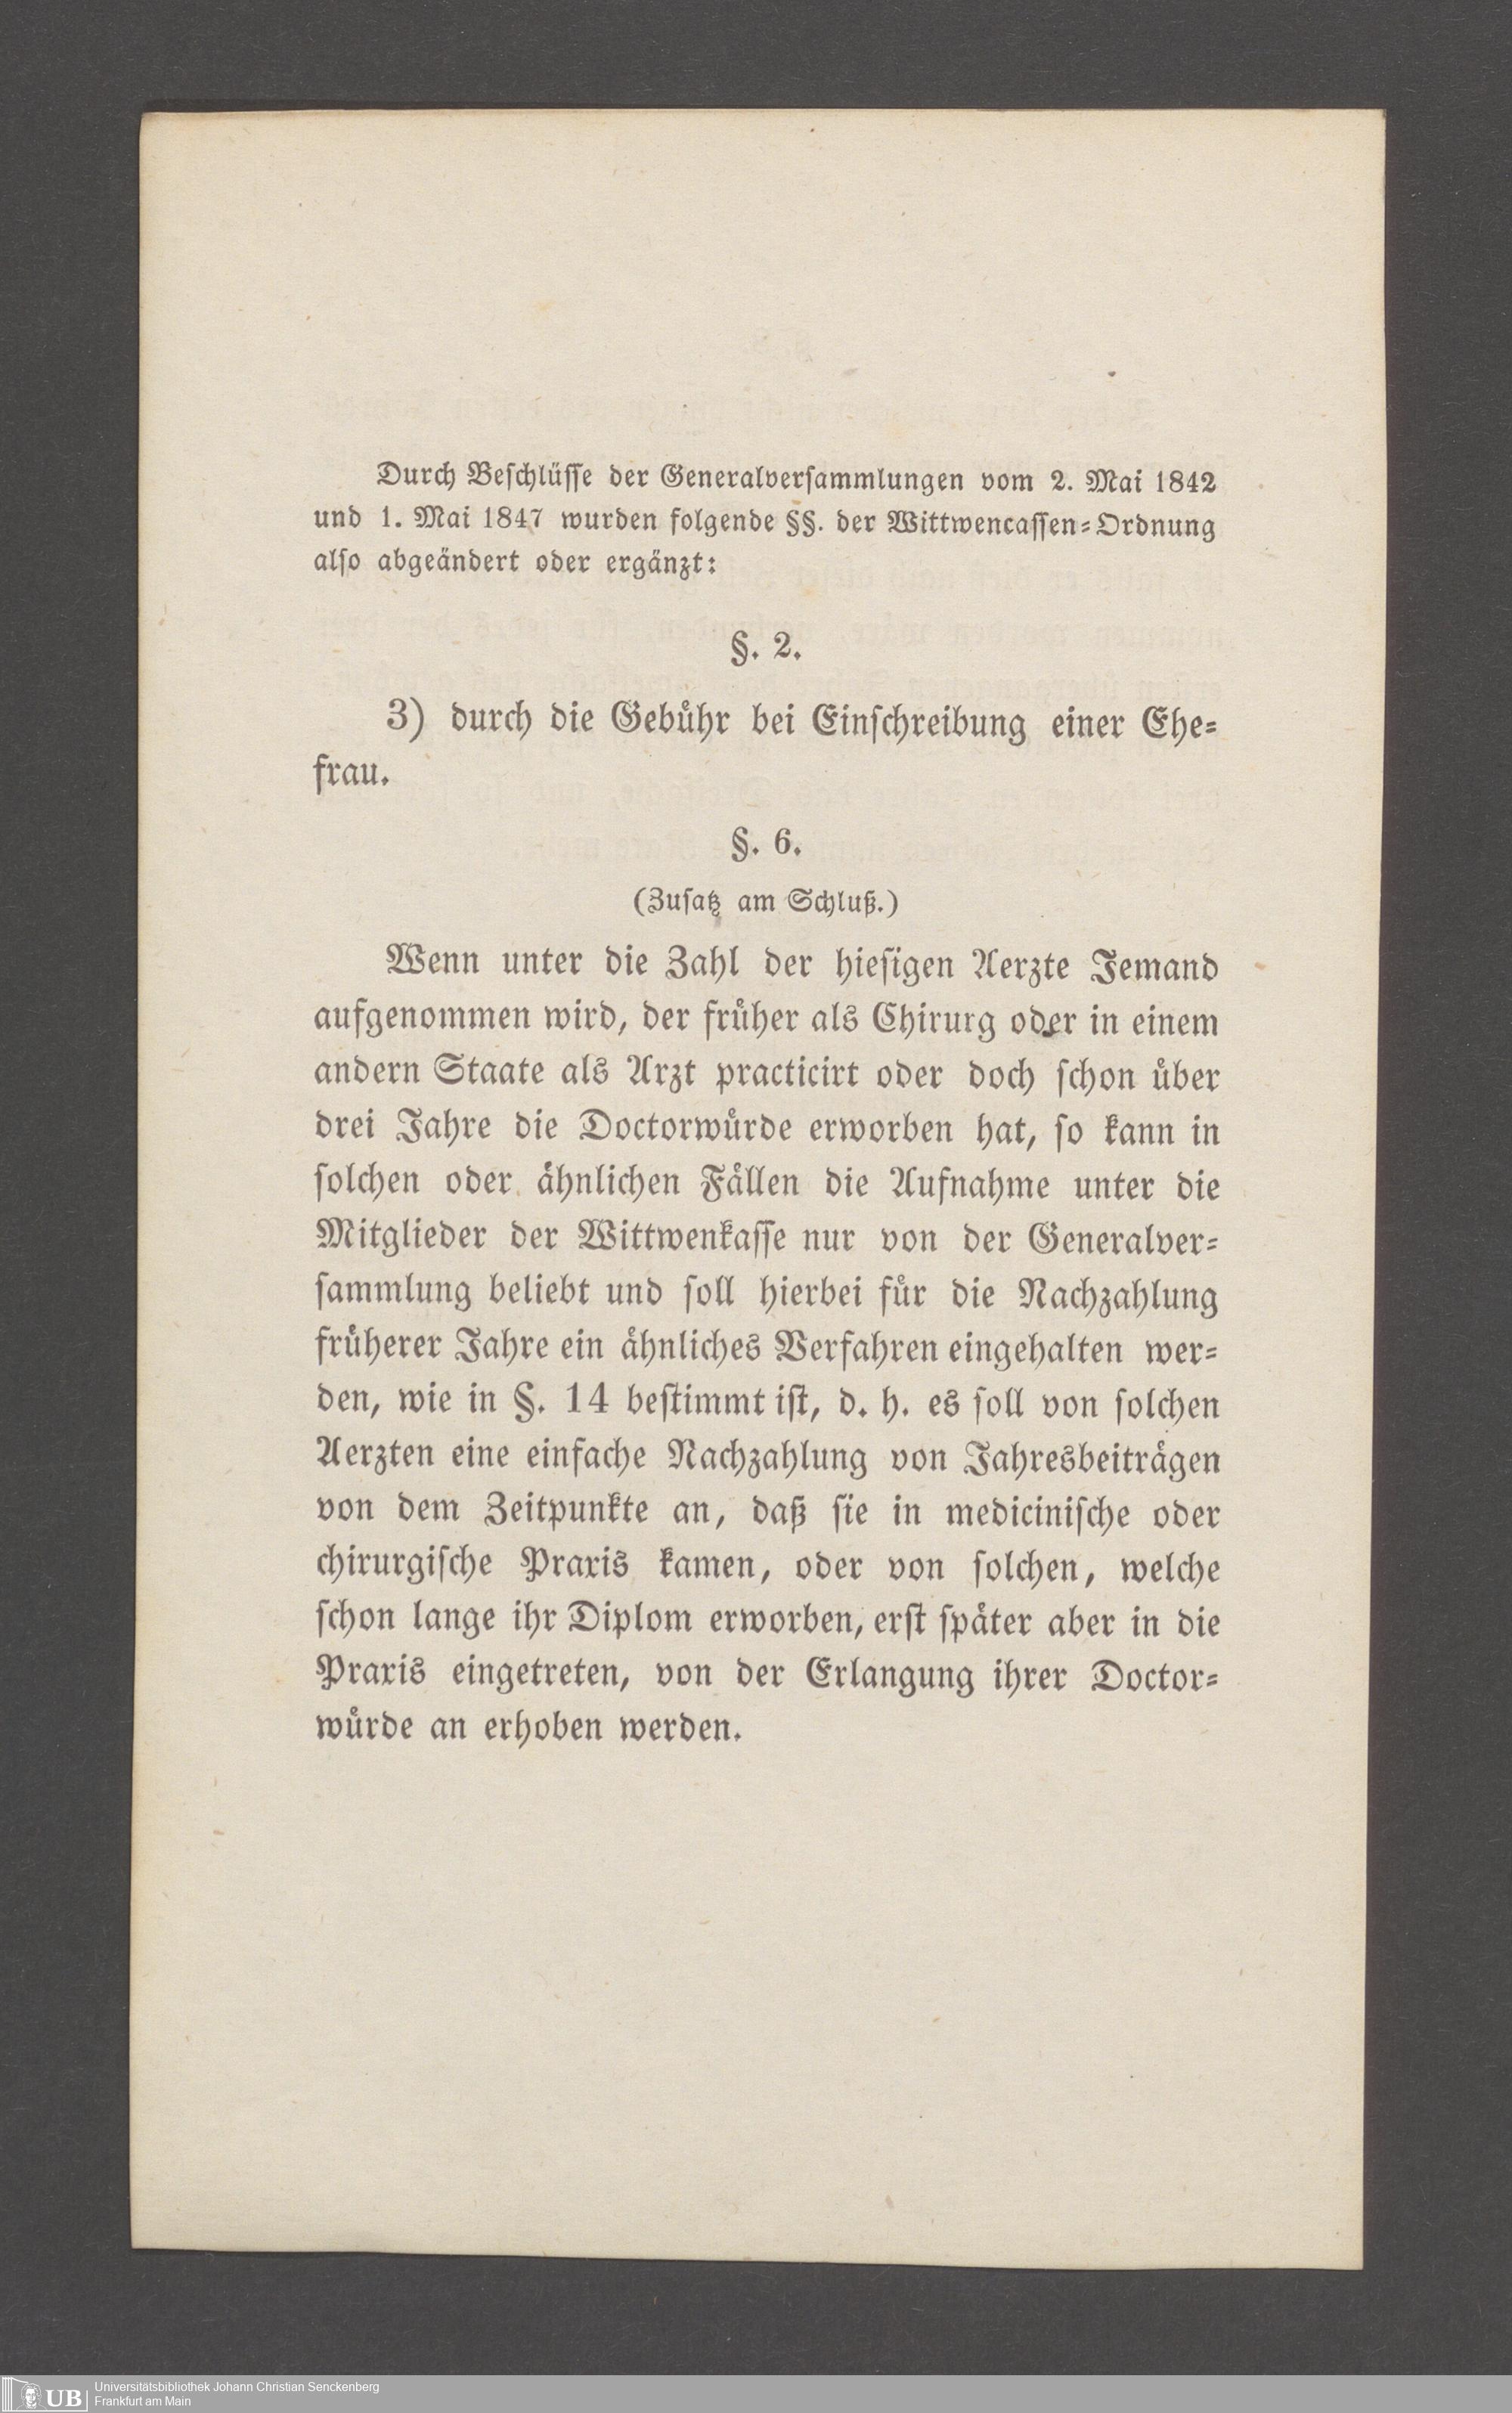 Durch Beschlüsse der Generalversammlungen vom 2. Mai 1842
und 1. Mai 1847 wurden folgende §§. der Wittwencassen-Ordnung
also abgeändert oder ergänzt:
§. 2.
3) durch die Gebühr bei Einschreibung einer Ehe-
frau.
§. 6.
(Zusatz am Schluß.)
Wenn unter die Zahl der hiesigen Aerzte Jemand
aufgenommen wird, der früher als Chirurg oder in einem
andern Staate als Arzt practicirt oder doch schon über
drei Jahre die Doctorwürde erworben hat, so kann in
solchen oder ähnlichen Fällen die Aufnahme unter die
Mitglieder der Wittwenkasse nur von der Generalver-
sammlung beliebt und soll hierbei für die Nachzahlung
früherer Jahre ein ähnliches Verfahren eingehalten wer-
den, wie in §. 14 bestimmt ist, d. h. es soll von solchen
Aerzten eine einfache Nachzahlung von Jahresbeiträgen
von dem Zeitpunkte an, daß sie in medicinische oder
chirurgische Praxis kamen, oder von solchen, welche
schon lange ihr Diplom erworben, erst später aber in die
Praxis eingetreten, von der Erlangung ihrer Doctor-
würde an erhoben werden.
UB
Universitätsbibliothek Johann Christian Senckenberg
Frankfurt am Main